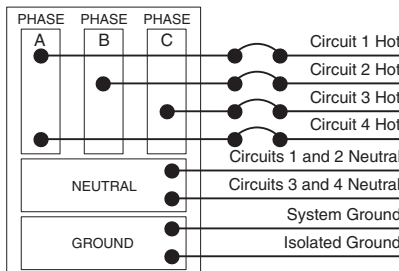 PHASE PHASE PHASE
A B C
Circuit 1 Hot
Circuit 2 Hot
Circuit 3 Hot
Circuit 4 Hot
Circuits 1 and 2 Neutral
NEUTRAL
Circuits 3 and 4 Neutral
System Ground
GROUND
Isolated Ground